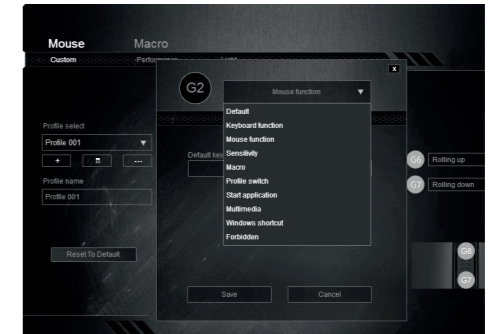 Mouse Macro
Custom
x
G2
Mouse function
Default
Keyboard function
Mouse function
Sensitivity
Macro
Profile switch
Start application
Multimedia
Windows shortcut
Forbidden
Profile select
Profile 001
+ ---
Default key
Profile name
Profile 001
G6 Rolling up
G7 Rolling down
Reset To Default
G6
G7
Save Cancel